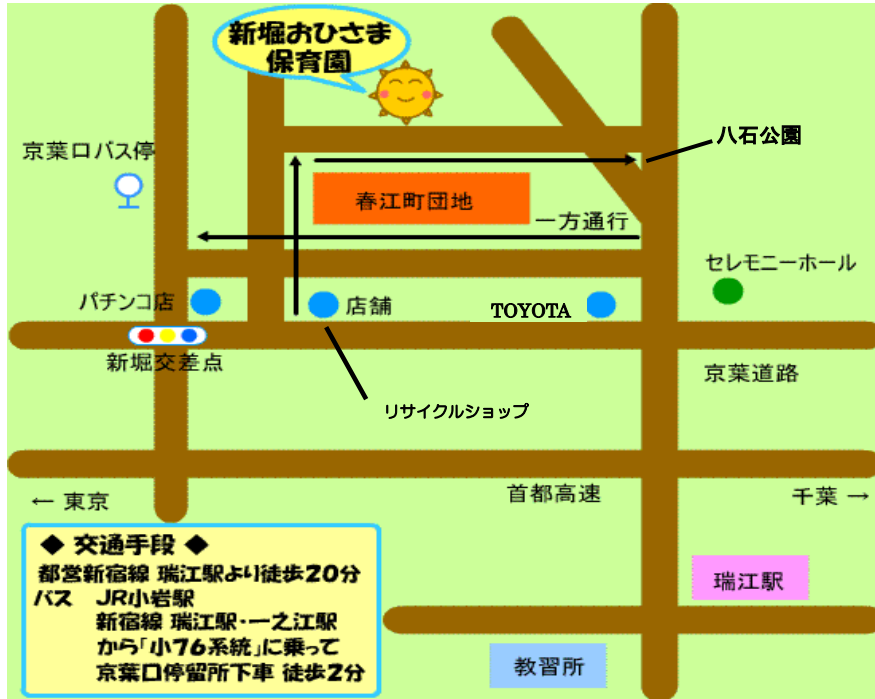 新堀おひさま
保育園
八石公園
京葉口バス停
春江町団地
一方通行
セレモニーホール
パチンコ店
店舗
TOYOTA
新堀交差点
京葉道路
リサイクルショップ
← 東京
首都高速
千葉 →
◆ 交通手段 ◆
都営新宿線 瑞江駅より徒歩20分
バス JR小岩駅
新宿線 瑞江駅・一之江駅
から「小76系統」に乗って
京葉口停留所下車 徒歩2分
瑞江駅
教習所